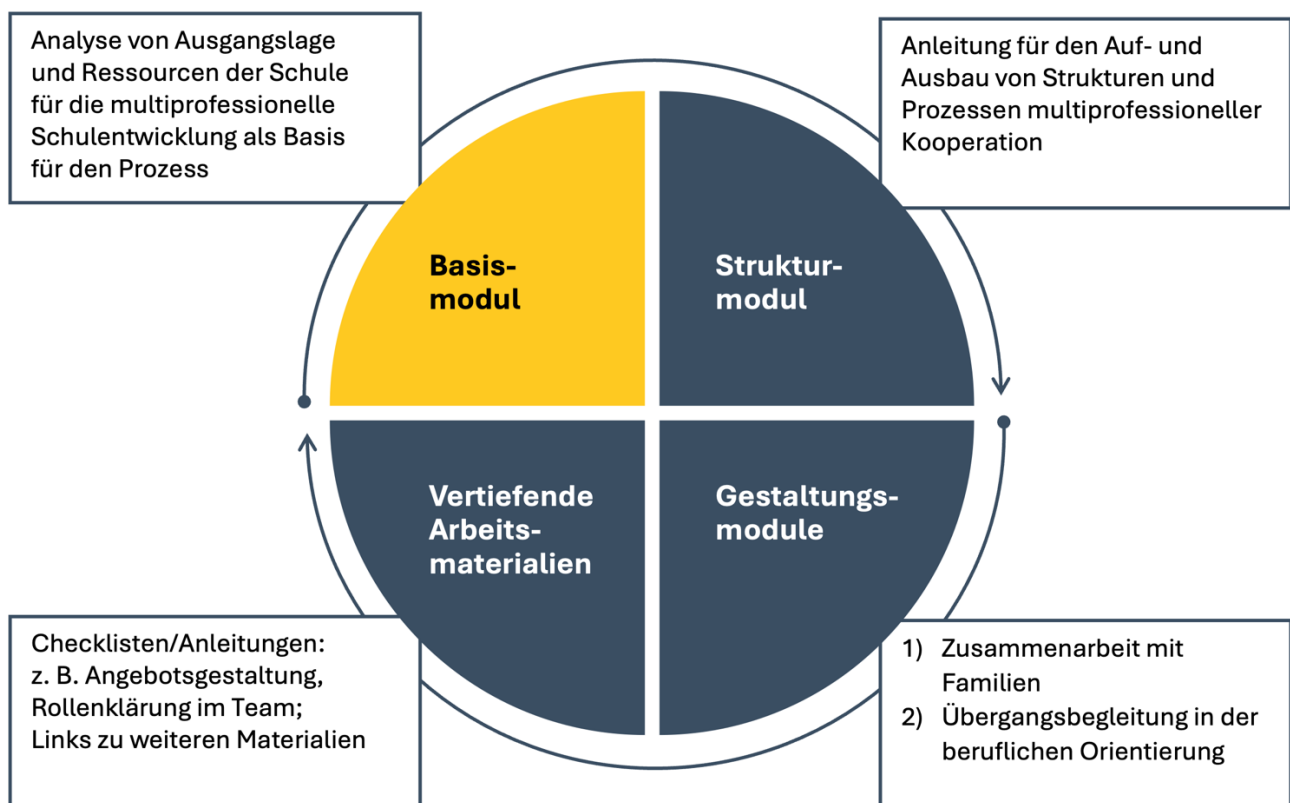 Analyse von Ausgangslage
und Ressourcen der Schule
für die multiprofessionelle
Schulentwicklung als Basis
für den Prozess
Anleitung für den Auf- und
Ausbau von Strukturen und
Prozessen multiprofessioneller
Kooperation
Basis-
modul
Struktur-
modul
Vertiefende
Arbeits-
materialien
Gestaltungs-
module
Checklisten/Anleitungen:
z. B. Angebotsgestaltung,
Rollenklärung im Team;
Links zu weiteren Materialien
1) Zusammenarbeit mit
Familien
2) Übergangsbegleitung in der
beruflichen Orientierung